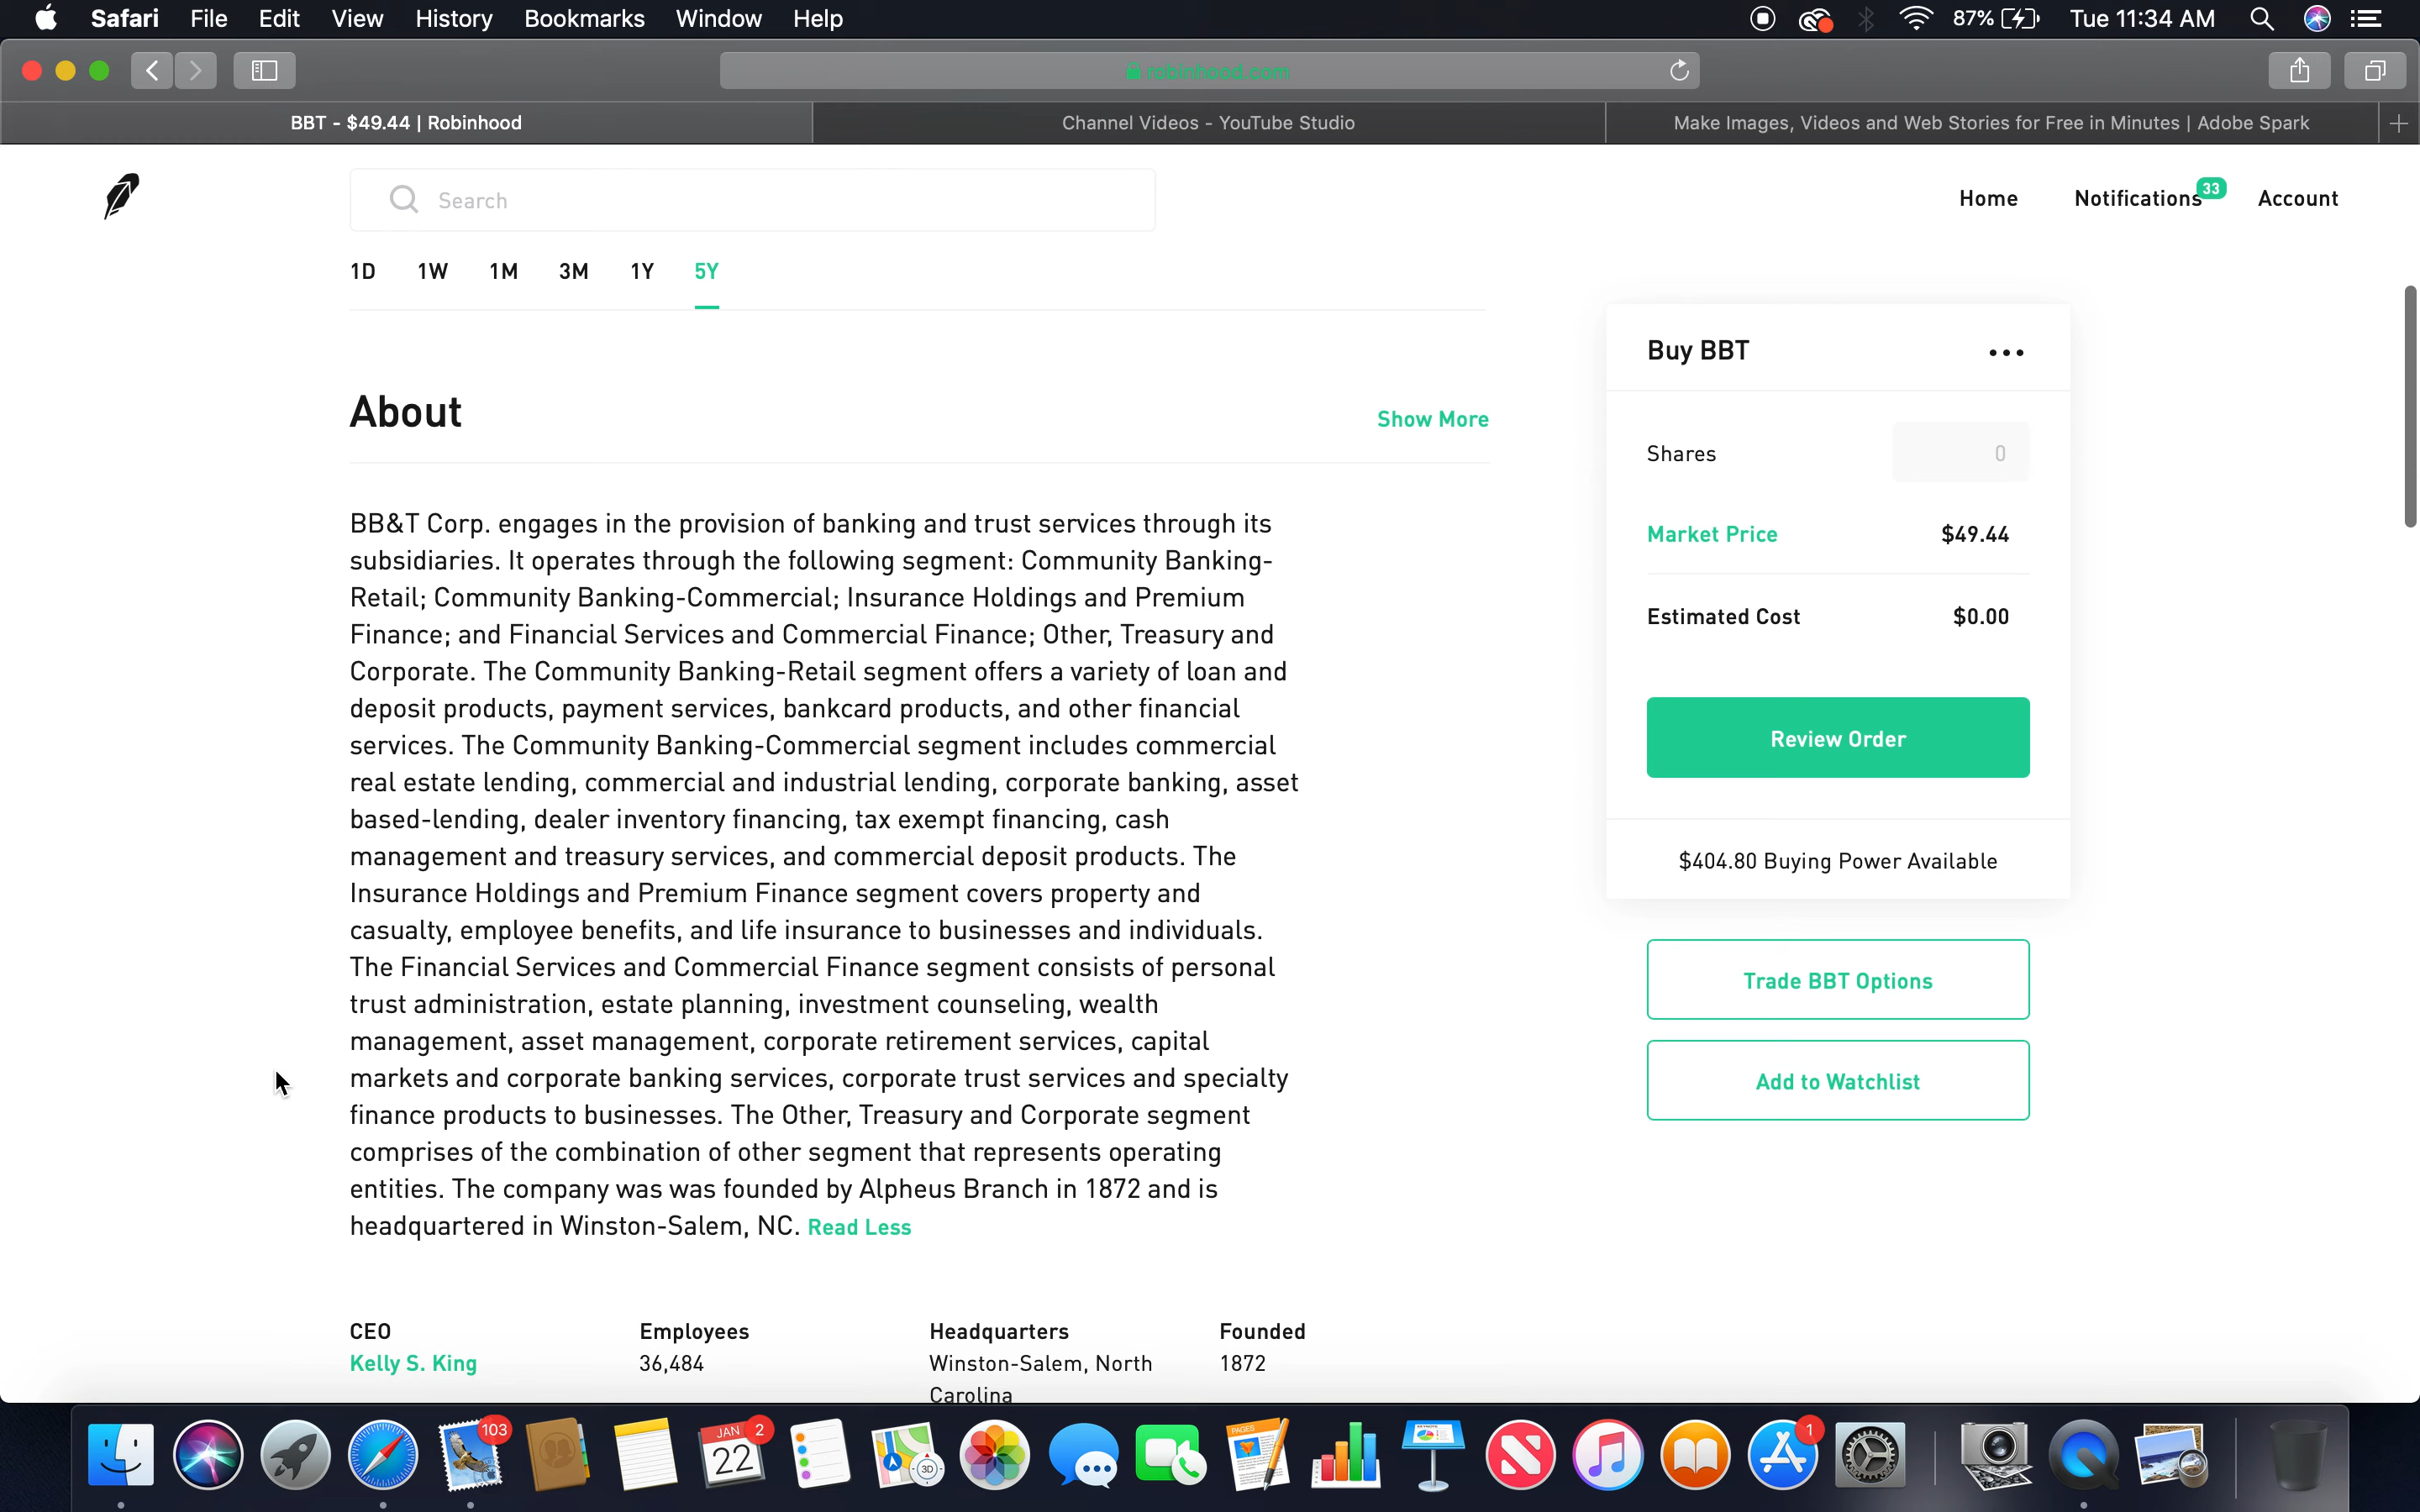 Safari File Edit View History Bookmarks Window Help 87% Tue 11:34 AM
robinhood.com
BBT - $49.44 | Robinhood
Channel Videos - YouTube Studio
Make Images, Videos and Web Stories for Free in Minutes | Adobe Spark
Search
Home Notifications 33 Account
1D 1W 1M 3M 1Y 5Y
About
Show More
BB&T Corp. engages in the provision of banking and trust services through its
subsidiaries. It operates through the following segment: Community Banking-
Retail; Community Banking-Commercial; Insurance Holdings and Premium
Finance; and Financial Services and Commercial Finance; Other, Treasury and
Corporate. The Community Banking-Retail segment offers a variety of loan and
deposit products, payment services, bankcard products, and other financial
services. The Community Banking-Commercial segment includes commercial
real estate lending, commercial and industrial lending, corporate banking, asset
based-lending, dealer inventory financing, tax exempt financing, cash
management and treasury services, and commercial deposit products. The
Insurance Holdings and Premium Finance segment covers property and
casualty, employee benefits, and life insurance to businesses and individuals.
The Financial Services and Commercial Finance segment consists of personal
trust administration, estate planning, investment counseling, wealth
management, asset management, corporate retirement services, capital
markets and corporate banking services, corporate trust services and specialty
finance products to businesses. The Other, Treasury and Corporate segment
comprises of the combination of other segment that represents operating
entities. The company was was founded by Alpheus Branch in 1872 and is
headquartered in Winston-Salem, NC. Read Less
CEO
Kelly S. King
Employees
36,484
Headquarters
Winston-Salem, North
Carolina
Founded
1872
Buy BBT
Shares 0
Market Price $49.44
Estimated Cost $0.00
Review Order
$404.80 Buying Power Available
Trade BBT Options
Add to Watchlist
103
JAN
22
2
3D
PAGES
1